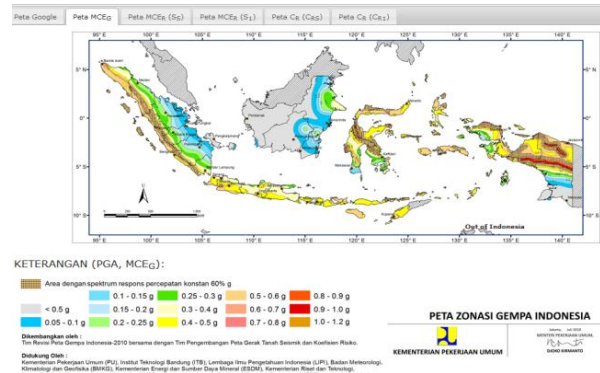 Peta Google
Peta MCEG
Peta MCER (SS)
Peta MCER (S1)
Peta CR (CRS)
Peta CR (CR1)
95° E
100° E
105° E
110° E
115° E
120° E
125° E
130° E
135° E
140° E
5° N
0°
5° S
10° S
Banda Aceh
Out of Indonesia
KETERANGAN (PGA, MCEG):
Area dengan spektrum respons percepatan konstan 60% g
< 0.5 g
0.05 - 0.1 g
0.1 - 0.15 g
0.15 - 0.2 g
0.2 - 0.25 g
0.25 - 0.3 g
0.3 - 0.4 g
0.4 - 0.5 g
0.5 - 0.6 g
0.6 - 0.7 g
0.7 - 0.8 g
0.8 - 0.9 g
0.9 - 1.0 g
1.0 - 1.2 g
Dikembangkan oleh :
Tim Revisi Peta Gempa Indonesia-2010 bersama dengan Tim Pengembangan Peta Gerak Tanah Seismik dan Koefisien Risiko.
Didukung Oleh :
Kementerian Pekerjaan Umum (PU), Institut Teknologi Bandung (ITB), Lembaga Ilmu Pengetahuan Indonesia (LIPI), Badan Meteorologi,
Klimatologi dan Geofisika (BMKG), Kementerian Energi dan Sumber Daya Mineral (ESDM), Kementerian Riset dan Teknologi,
PETA ZONASI GEMPA INDONESIA
KEMENTERIAN PEKERJAAN UMUM
MENTERI PEKERJAAN UMUM
DJOKO KIRMANTO